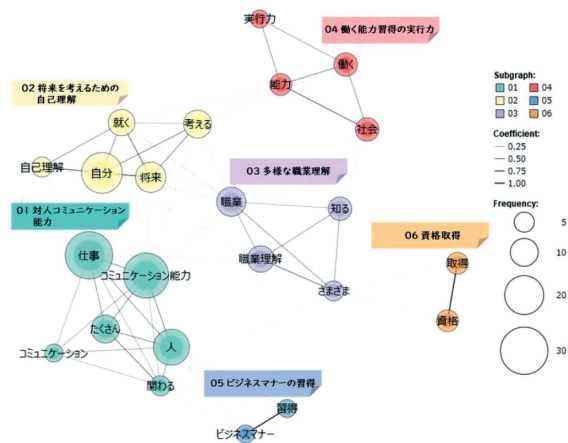 実行力
04 働く能力習得の実行力
働く
能力
社会
02 将来を考えるための
自己理解
就く
考える
自己理解
自分
将来
03 多様な職業理解
職業
知る
職業理解
さまざま
01 対人コミュニケーション
能力
仕事
コミュニケーション能力
たくさん
人
コミュニケーション
関わる
05 ビジネスマナーの習得
習得
ビジネスマナー
06 資格取得
取得
資格
Subgraph:
01 04
02 05
03 06
Coefficient:
0.25
0.50
0.75
1.00
Frequency:
5
10
20
30